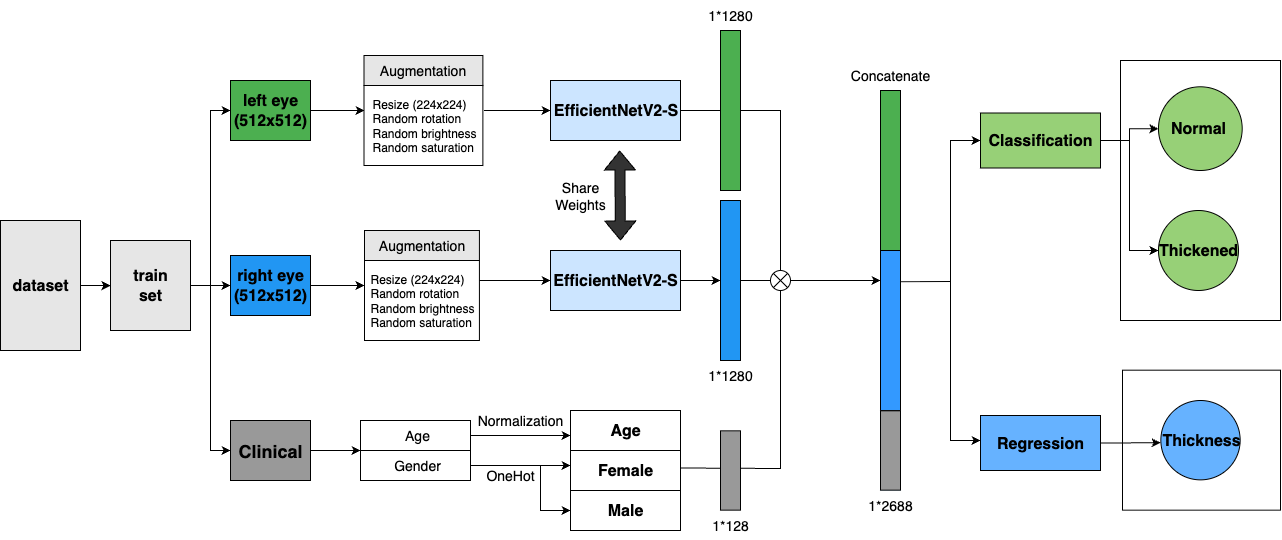 dataset
train
set
left eye
(512x512)
Augmentation
Resize (224x224)
Random rotation
Random brightness
Random saturation
EfficientNetV2-S
1*1280
Share
Weights
right eye
(512x512)
Augmentation
Resize (224x224)
Random rotation
Random brightness
Random saturation
EfficientNetV2-S
1*1280
Clinical
Age
Gender
Normalization
OneHot
Age
Female
Male
1*128
Concatenate
1*2688
Classification
Normal
Thickened
Regression
Thickness